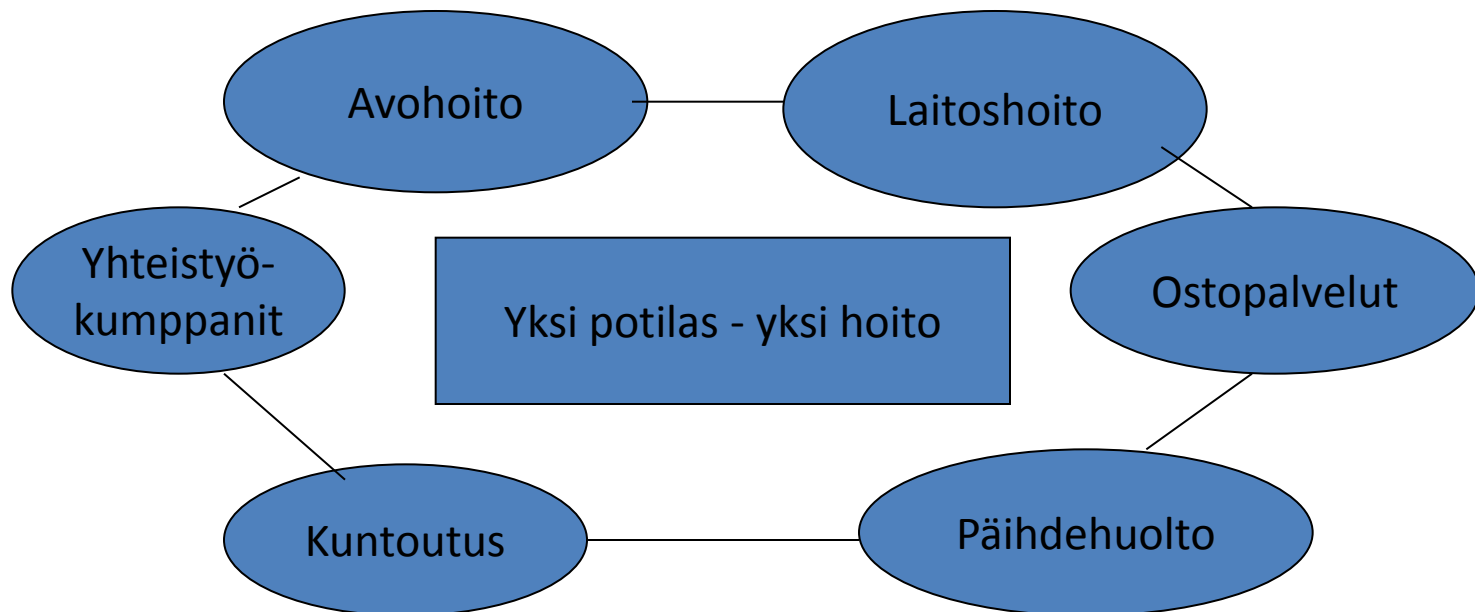 Avohoito
Laitoshoito
Yhteistyö-
kumppanit
Yksi potilas - yksi hoito
Ostopalvelut
Kuntoutus
Päihdehuolto